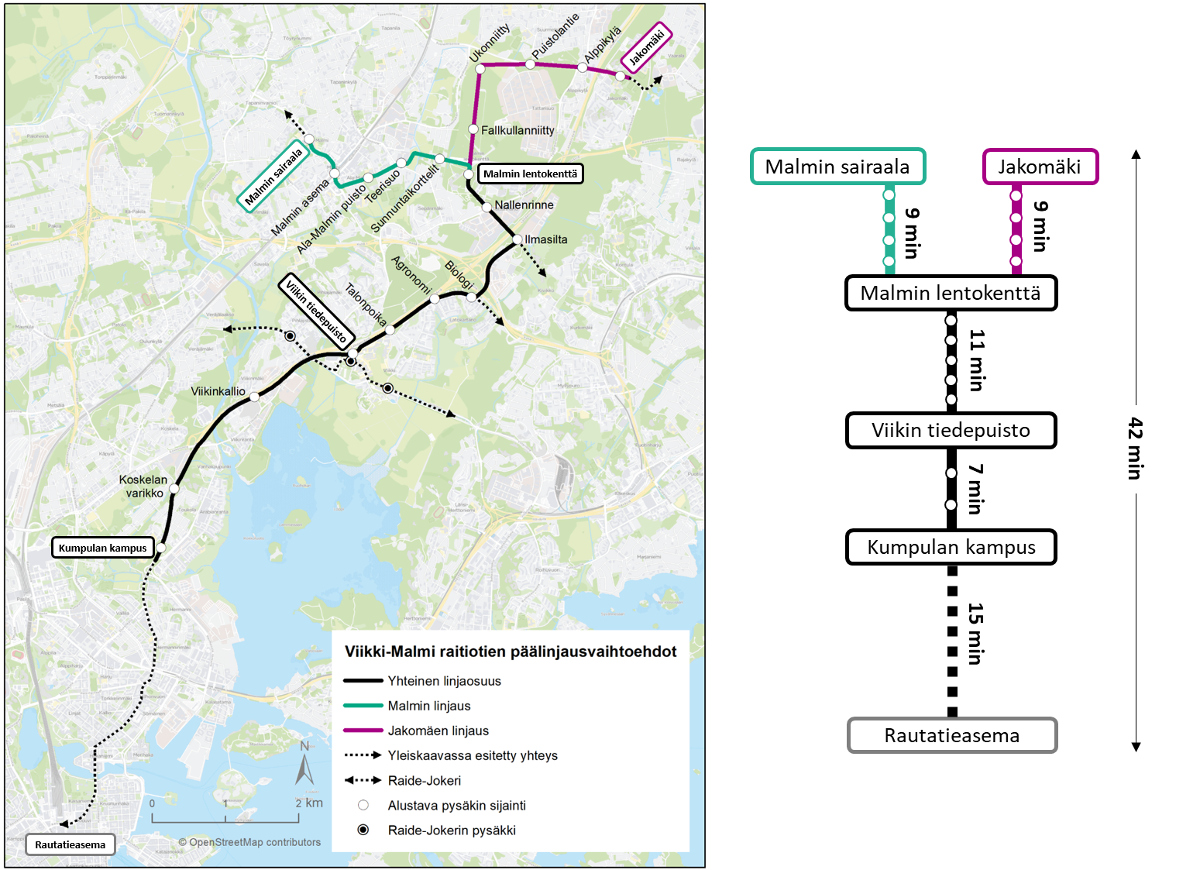 Ukonniitty
Puistolantie
Alppikylä
Jakomäki
Fallkullanniitty
Malmin sairaala
Malmin asema
Ala-Malmin puisto
Teerisuo
Sunnuntaikorttelit
Malmin lentokenttä
Nallenrinne
Ilmasilta
Biologi
Agronomi
Talonpoika
Viikin tiedepuisto
Viikinkallio
Koskelan
varikko
Kumpulan kampus
Rautatieasema
Viikki-Malmi raitiotien päälinjausvaihtoehdot
Yhteinen linjaosuus
Malmin linjaus
Jakomäen linjaus
Yleiskaavassa esitetty yhteys
Raide-Jokeri
Alustava pysäkin sijainti
Raide-Jokerin pysäkki
N
0 1 2 km
© OpenStreetMap contributors
Malmin sairaala
Jakomäki
9 min
9 min
Malmin lentokenttä
11 min
Viikin tiedepuisto
7 min
Kumpulan kampus
15 min
Rautatieasema
42 min